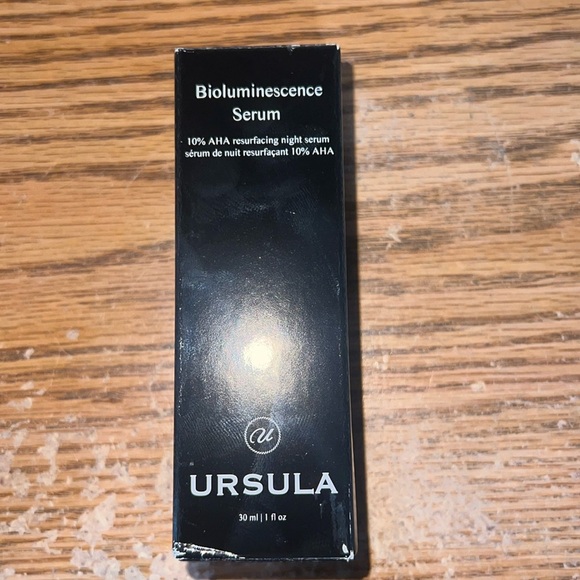 Bioluminescence
Serum
10% AHA resurfacing night serum
sérum de nuit resurfaçant 10% AHA
U
URSULA
30 ml | 1 fl oz